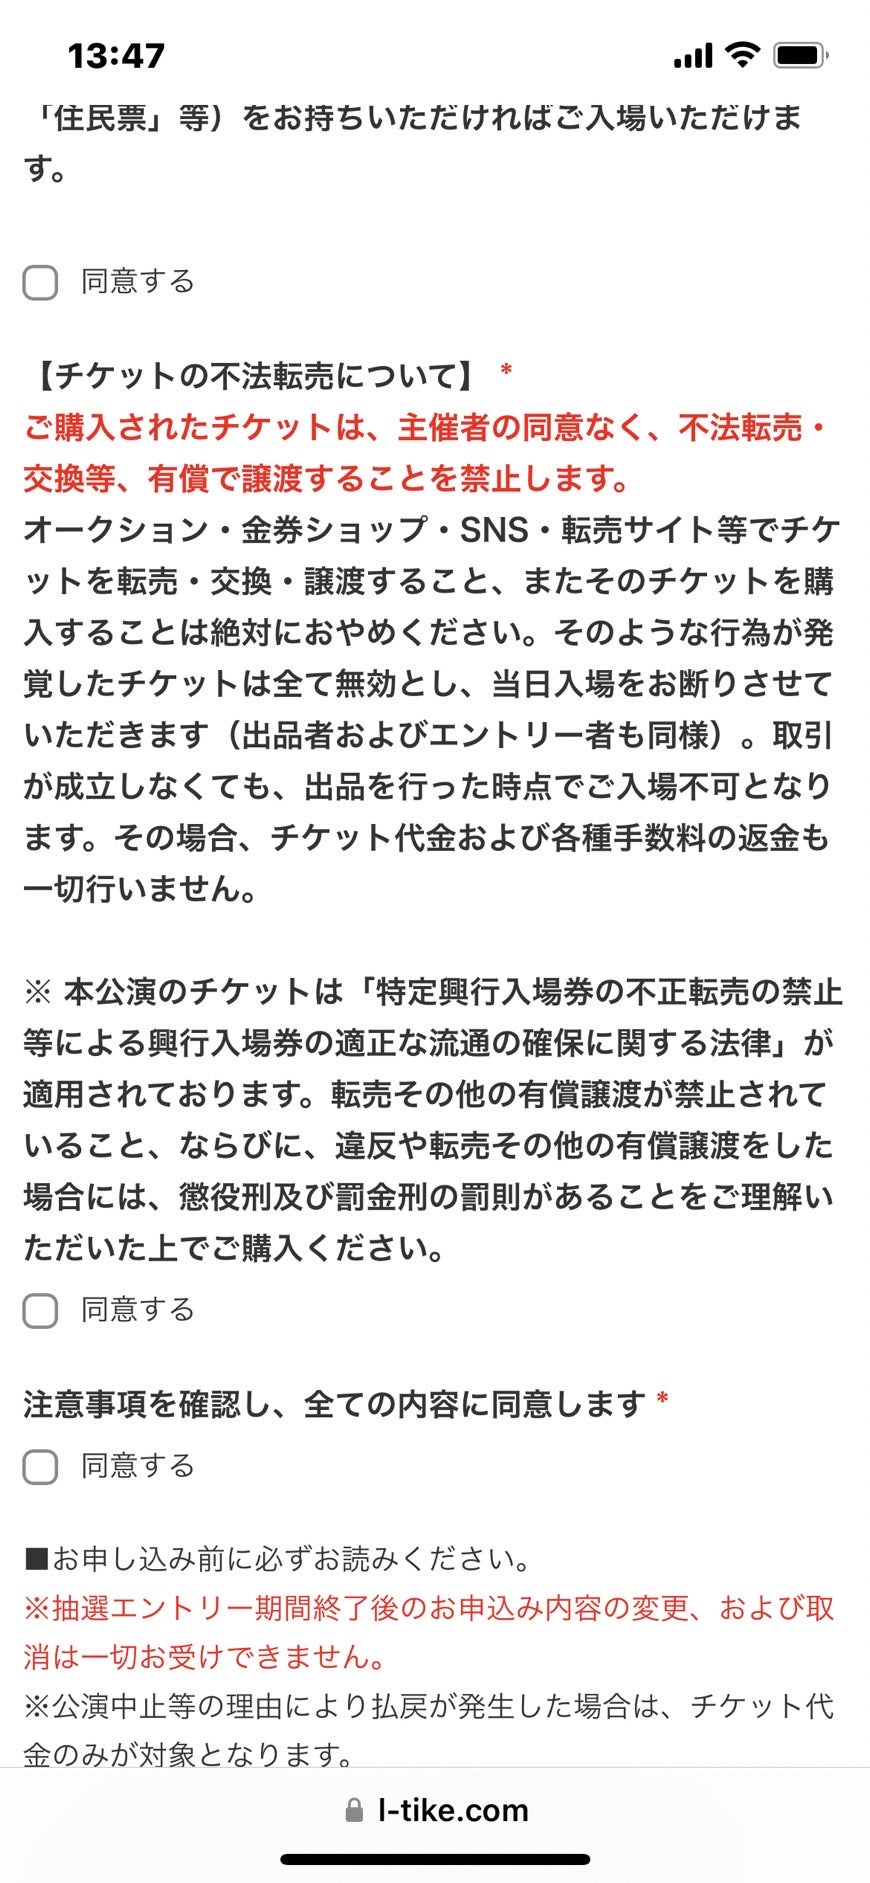 13:47
「住民票」等）をお持ちいただければご入場いただけま
す。
同意する
【チケットの不法転売について】 *
ご購入されたチケットは、主催者の同意なく、不法転売・
交換等、有償で譲渡することを禁止します。
オークション・金券ショップ・SNS・転売サイト等でチケ
ットを転売・交換・譲渡すること、またそのチケットを購
入することは絶対におやめください。そのような行為が発
覚したチケットは全て無効とし、当日入場をお断りさせて
いただきます（出品者およびエントリー者も同様）。取引
が成立しなくても、出品を行った時点でご入場不可となり
ます。その場合、チケット代金および各種手数料の返金も
一切行いません。
※ 本公演のチケットは「特定興行入場券の不正転売の禁止
等による興行入場券の適正な流通の確保に関する法律」が
適用されております。転売その他の有償譲渡が禁止されて
いること、ならびに、違反や転売その他の有償譲渡をした
場合には、懲役刑及び罰金刑の罰則があることをご理解い
ただいた上でご購入ください。
同意する
注意事項を確認し、全ての内容に同意します *
同意する
■お申し込み前に必ずお読みください。
※抽選エントリー期間終了後のお申込み内容の変更、および取
消は一切お受けできません。
※公演中止等の理由により払戻が発生した場合は、チケット代
金のみが対象となります。
l-tike.com